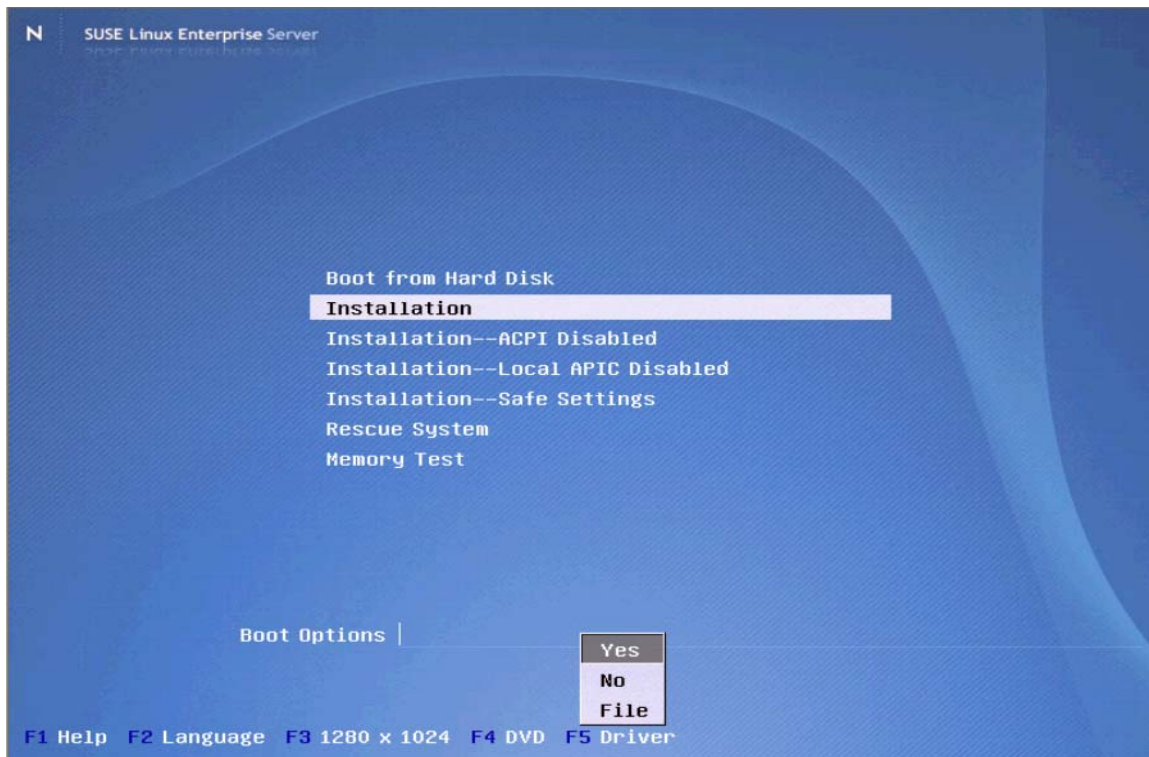 N SUSE Linux Enterprise Server
Boot from Hard Disk
Installation
Installation--ACPI Disabled
Installation--Local APIC Disabled
Installation--Safe Settings
Rescue System
Memory Test
Boot Options
Yes
No
File
F1 Help F2 Language F3 1280 x 1024 F4 DVD F5 Driver